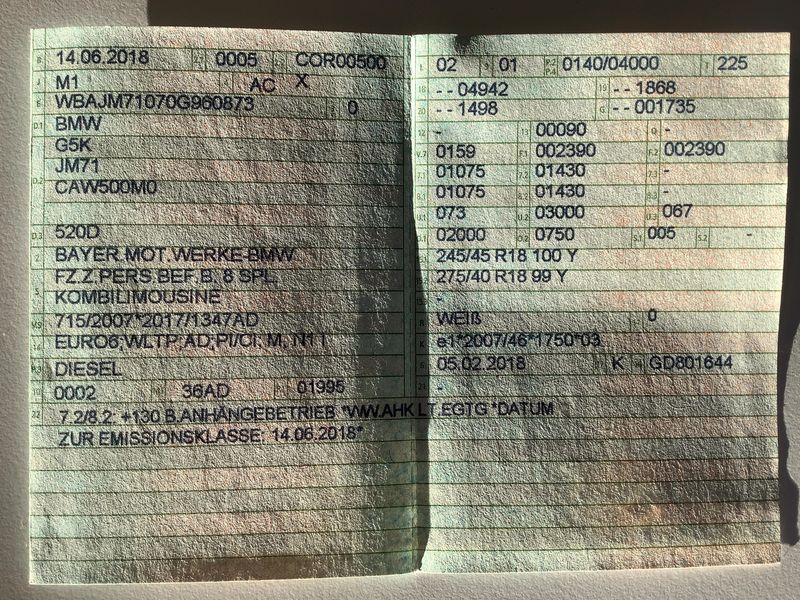 14.06.2018 0005 COR00500
M1 AC X
WBAJM71070G960873 0
BMW
G5K
JM71
CAW500M0
520D
BAYER.MOT.WERKE-BMW
FZ.Z.PERS.BEF.B. 8 SPL.
KOMBILIMOUSINE
715/2007*2017/1347AD
EURO6;WLTP;AD;PI/CI; M, N1 I
DIESEL
0002 36AD 01995
7.2/8.2: +130 B.ANHÄNGEBETRIEB *VVV.AHK LT.EGTG *DATUM
ZUR EMISSIONSKLASSE: 14.06.2018*
02 01 0140/04000 225
- - 04942 - - 1868
- - 1498 - - 001735
- 00090 -
0159 002390 002390
01075 01430 -
01075 01430 -
073 03000 067
02000 0750 005 -
245/45 R18 100 Y
275/40 R18 99 Y
-
WEIß 0
e1*2007/46*1750*03
05.02.2018 K GD801644
-